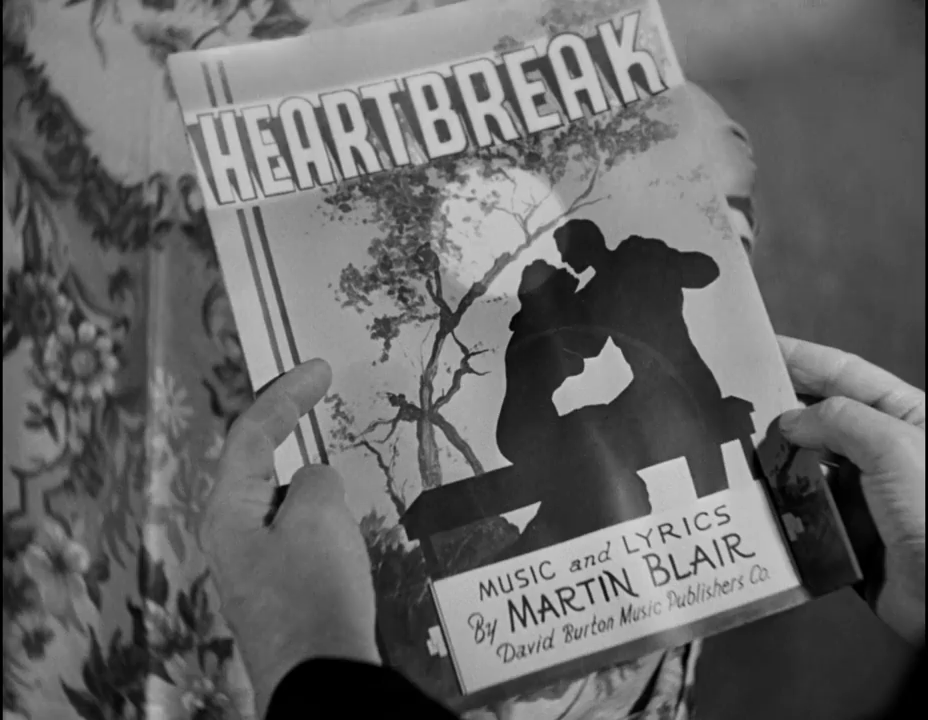 HEARTBREAK
MUSIC and LYRICS
By MARTIN BLAIR
David Burton Music Publishers Co.